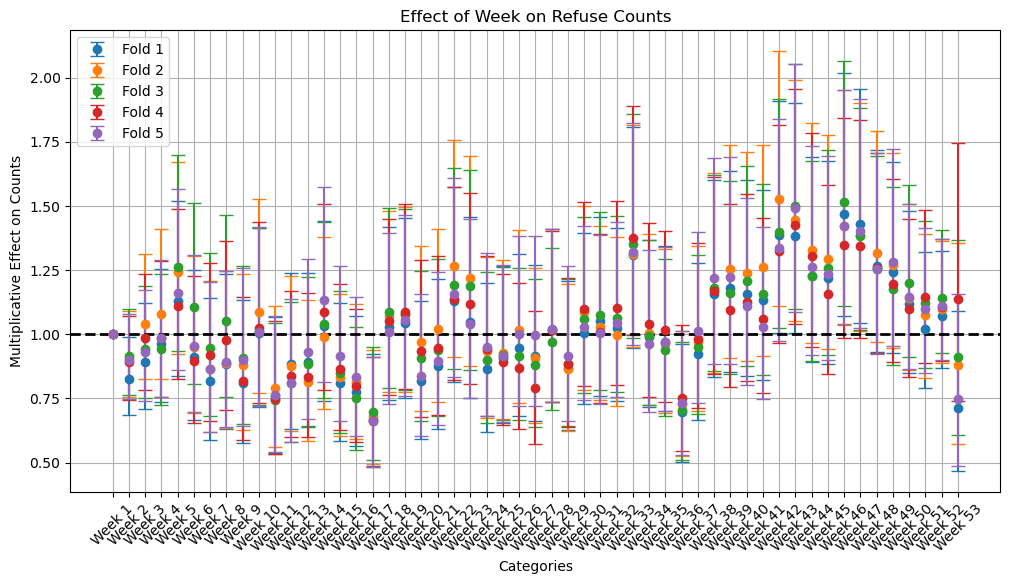 Effect of Week on Refuse Counts
Fold 1
Fold 2
Fold 3
Fold 4
Fold 5
Multiplicative Effect on Counts
2.00
1.75
1.50
1.25
1.00
0.75
0.50
Week 1
Week 2
Week 3
Week 4
Week 5
Week 6
Week 7
Week 8
Week 9
Week 10
Week 11
Week 12
Week 13
Week 14
Week 15
Week 16
Week 17
Week 18
Week 19
Week 20
Week 21
Week 22
Week 23
Week 24
Week 25
Week 26
Week 27
Week 28
Week 29
Week 30
Week 31
Week 32
Week 33
Week 34
Week 35
Week 36
Week 37
Week 38
Week 39
Week 40
Week 41
Week 42
Week 43
Week 44
Week 45
Week 46
Week 47
Week 48
Week 49
Week 50
Week 51
Week 52
Week 53
Categories